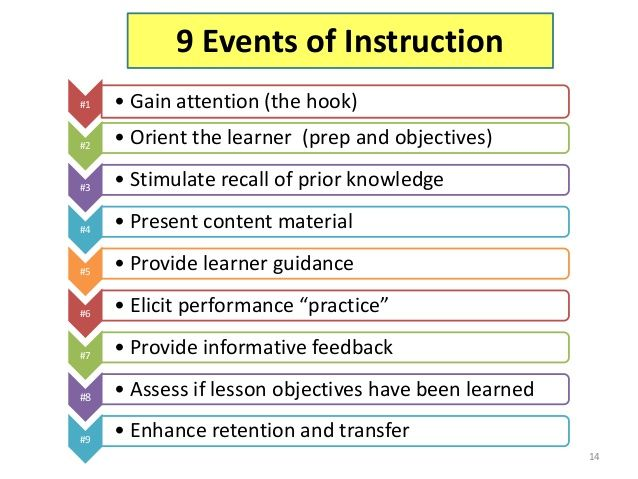 9 Events of Instruction
#1 • Gain attention (the hook)
#2 • Orient the learner  (prep and objectives)
#3 • Stimulate recall of prior knowledge
#4 • Present content material
#5 • Provide learner guidance
#6 • Elicit performance “practice”
#7 • Provide informative feedback
#8 • Assess if lesson objectives have been learned
#9 • Enhance retention and transfer
14